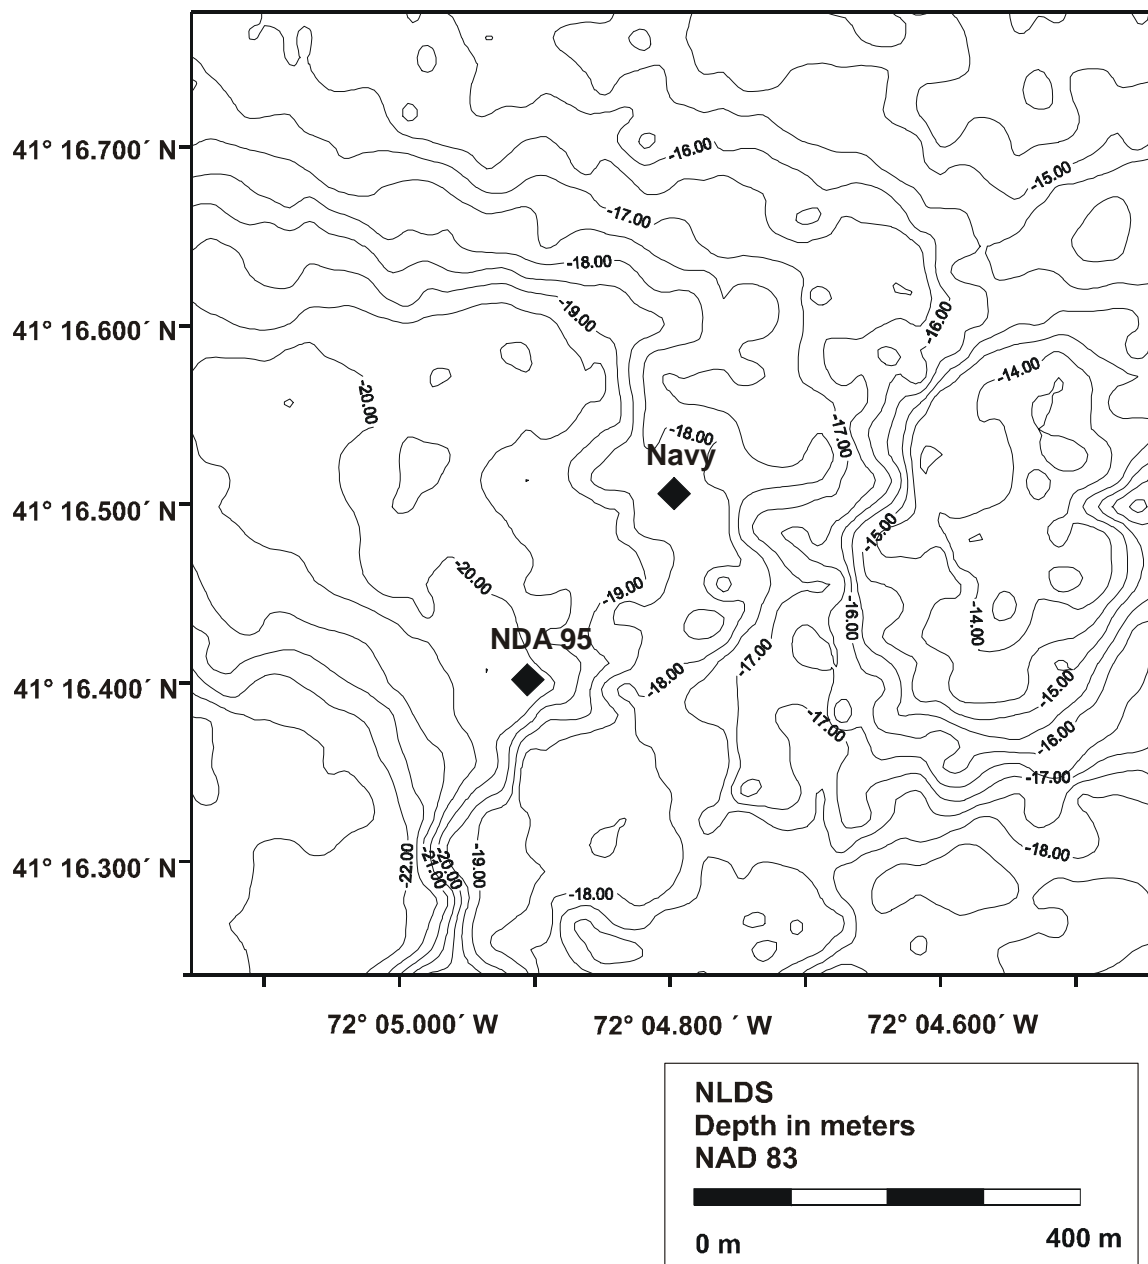 41° 16.700´ N
-16.00
-15.00
-17.00
-18.00
-19.00
-16.00
41° 16.600´ N
-14.00
-20.00
-17.00
-18.00
Navy
41° 16.500´ N
-15.00
-20.00
-19.00
-16.00
-14.00
NDA 95
-17.00
-18.00
-15.00
41° 16.400´ N
-17.00
-16.00
-17.00
-18.00
41° 16.300´ N
-22.00
-21.00
-20.00
-19.00
-18.00
72° 05.000´ W
72° 04.800 ´ W
72° 04.600´ W
NLDS
Depth in meters
NAD 83
0 m
400 m